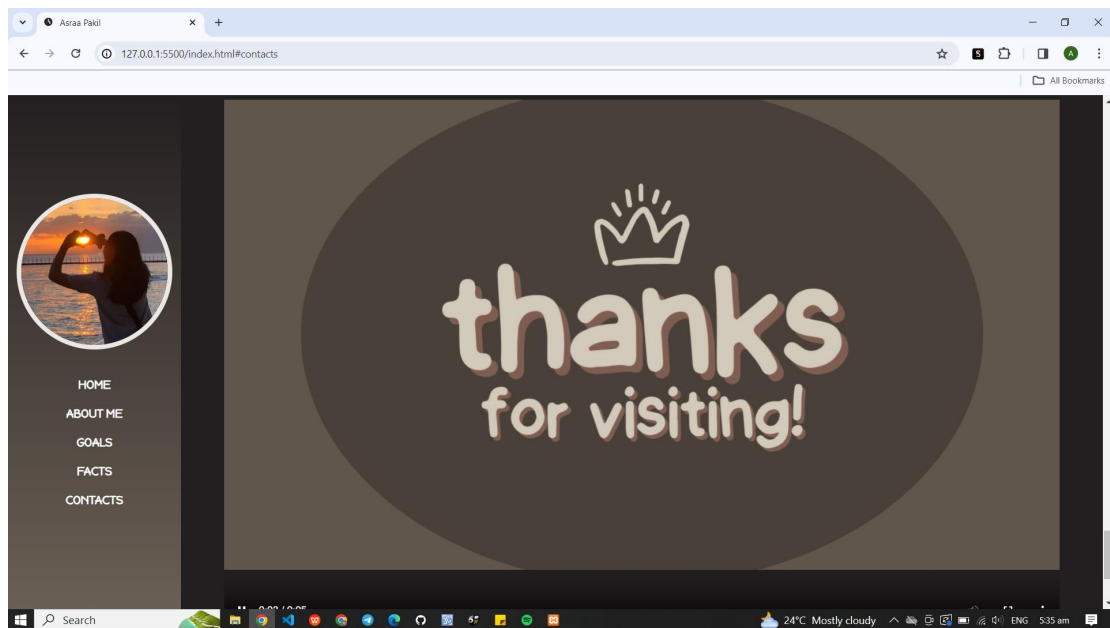 Asraa Pakil
127.0.0.1:5500/index.html#contacts
A
All Bookmarks
HOME
ABOUT ME
GOALS
FACTS
CONTACTS
thanks
for visiting!
Search
24°C Mostly cloudy
ENG
5:35 am